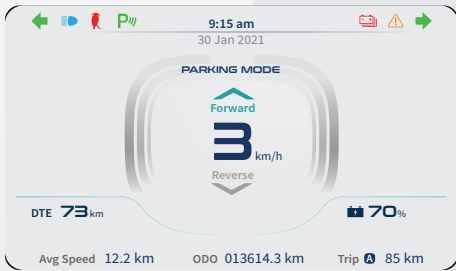 P
9:15 am
30 Jan 2021
PARKING MODE
Forward
3 km/h
Reverse
DTE 73 km
70%
Avg Speed 12.2 km
ODO 013614.3 km
Trip A 85 km